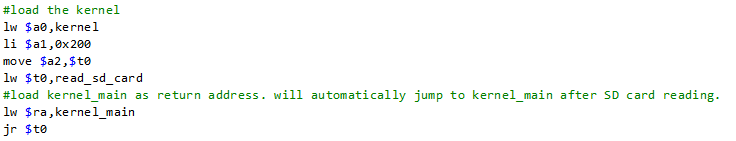 #load the kernel
lw $a0,kernel
li $a1,0x200
move $a2,$t0
lw $t0,read_sd_card
#load kernel_main as return address. will automatically jump to kernel_main after SD card reading.
lw $ra,kernel_main
jr $t0